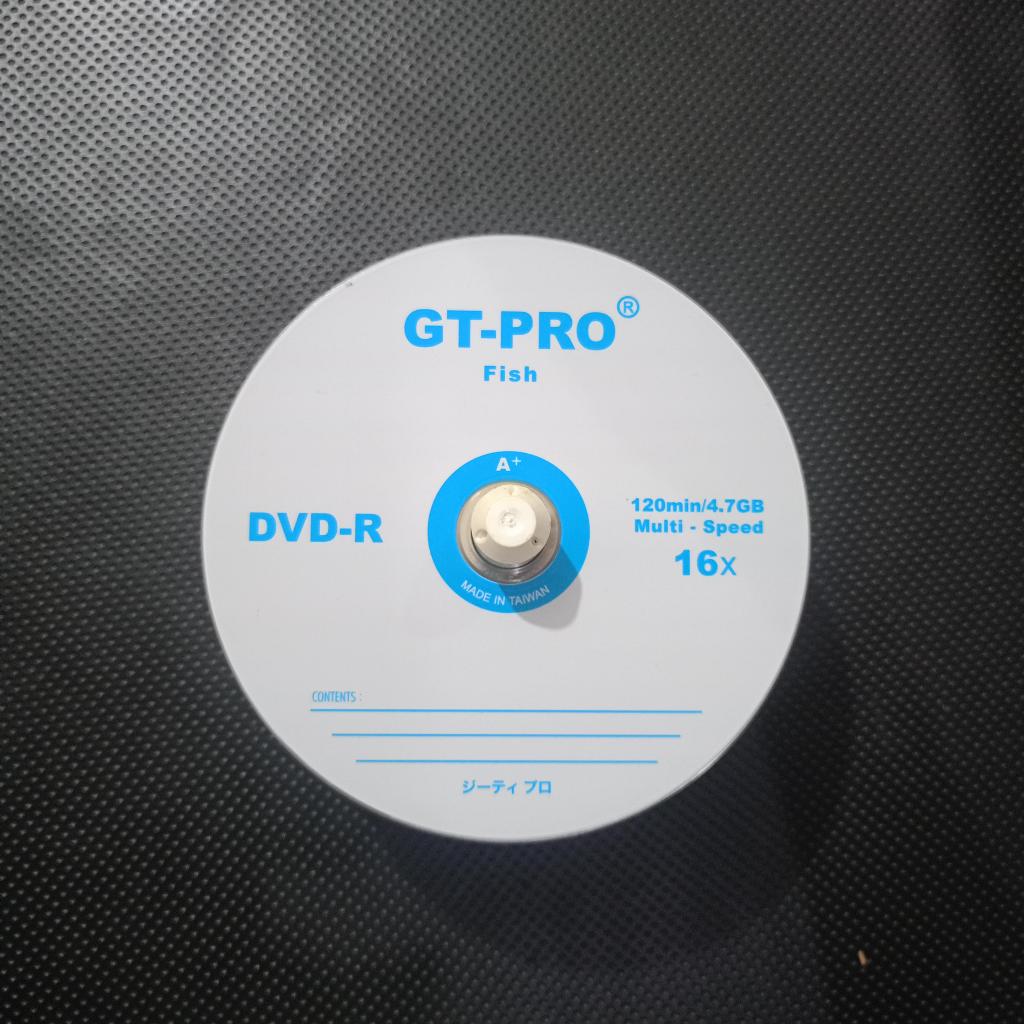 GT-PRO®
Fish
A+
DVD-R
120min/4.7GB
Multi - Speed
16x
MADE IN TAIWAN
CONTENTS :
ジーティ プロ